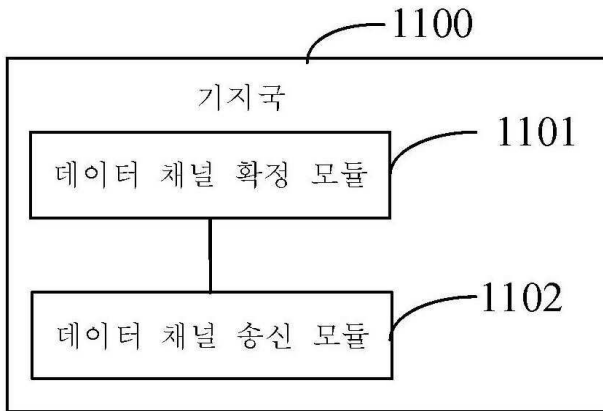 1100
기지국
데이터 채널 확정 모듈
1101
데이터 채널 송신 모듈
1102